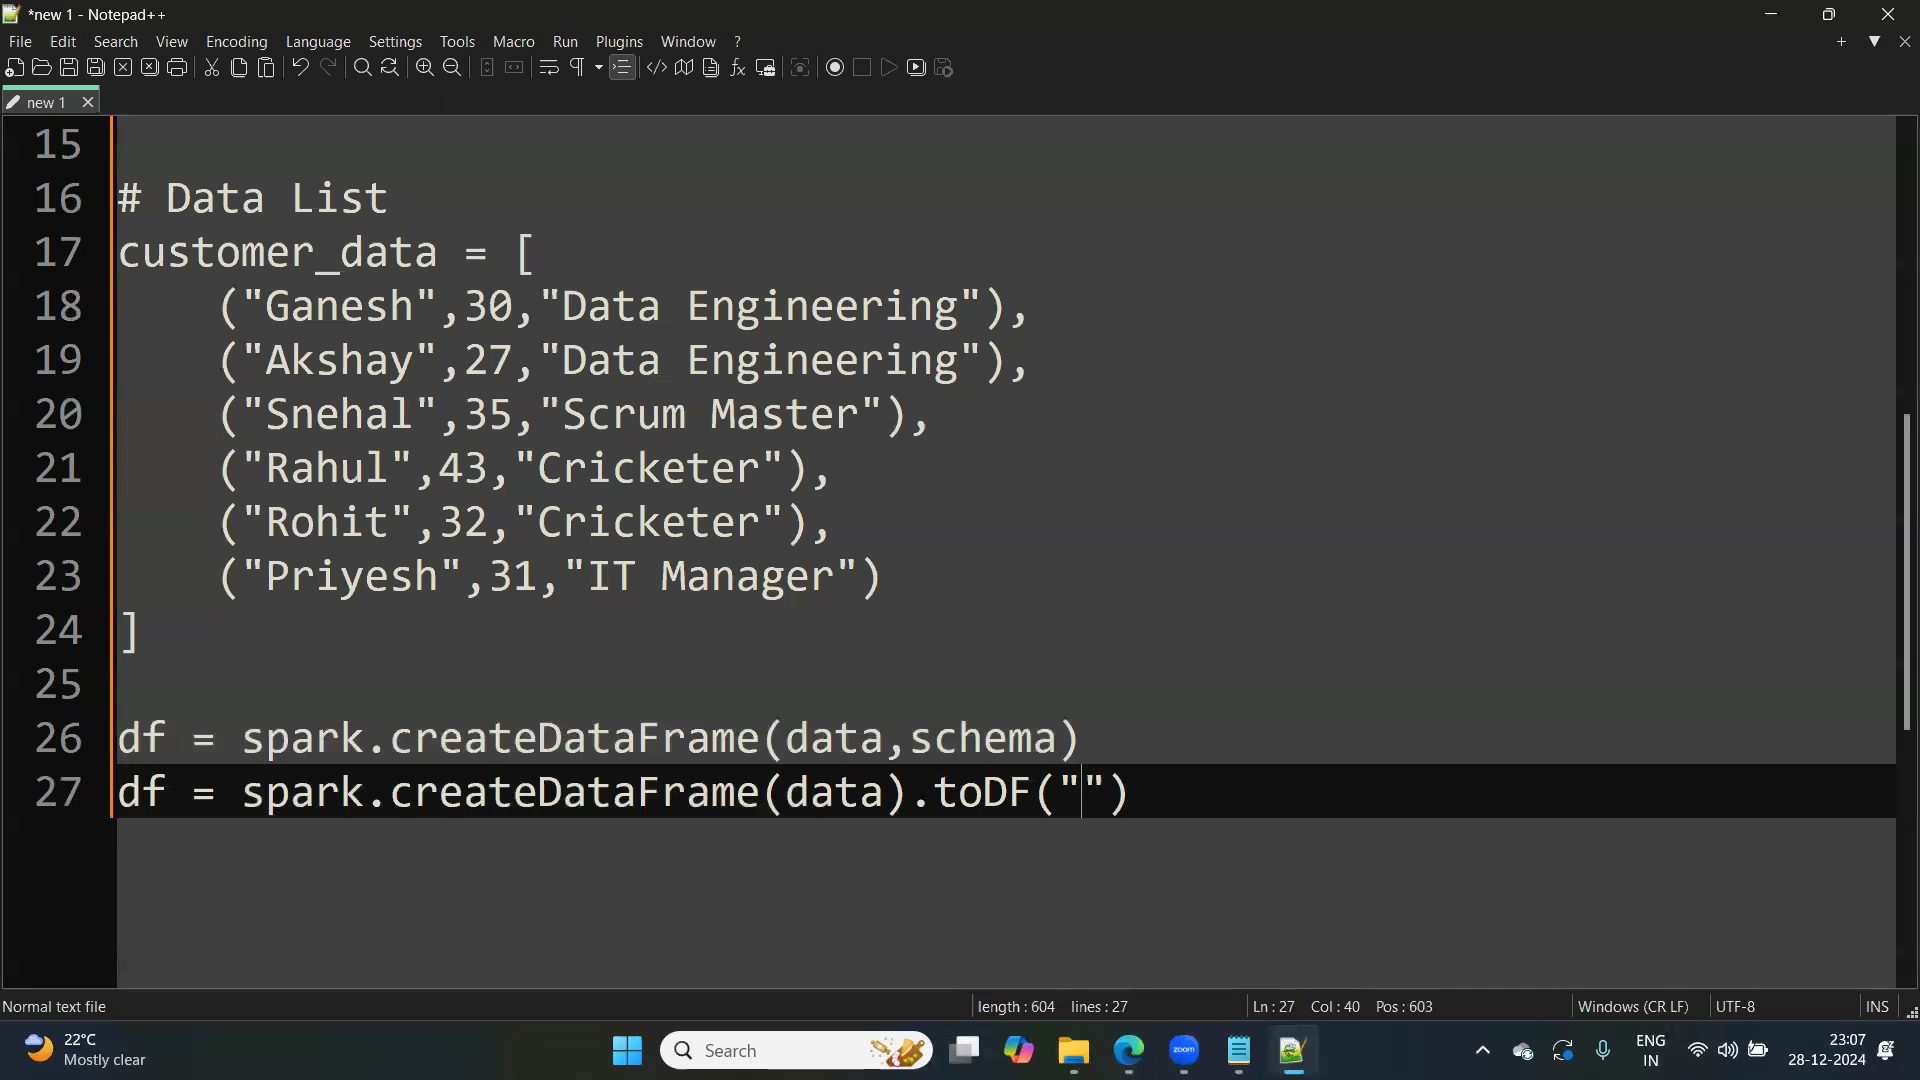 *new 1 - Notepad++
File Edit Search View Encoding Language Settings Tools Macro Run Plugins Window ?
new 1
15
16 # Data List
17 customer_data = [
18 ("Ganesh",30,"Data Engineering"),
19 ("Akshay",27,"Data Engineering"),
20 ("Snehal",35,"Scrum Master"),
21 ("Rahul",43,"Cricketer"),
22 ("Rohit",32,"Cricketer"),
23 ("Priyesh",31,"IT Manager")
24 ]
25
26 df = spark.createDataFrame(data,schema)
27 df = spark.createDataFrame(data).toDF("")
Normal text file length : 604 lines : 27 Ln : 27 Col : 40 Pos : 603 Windows (CR LF) UTF-8 INS
22°C
Mostly clear
Search
zoom
ENG
IN
23:07
28-12-2024